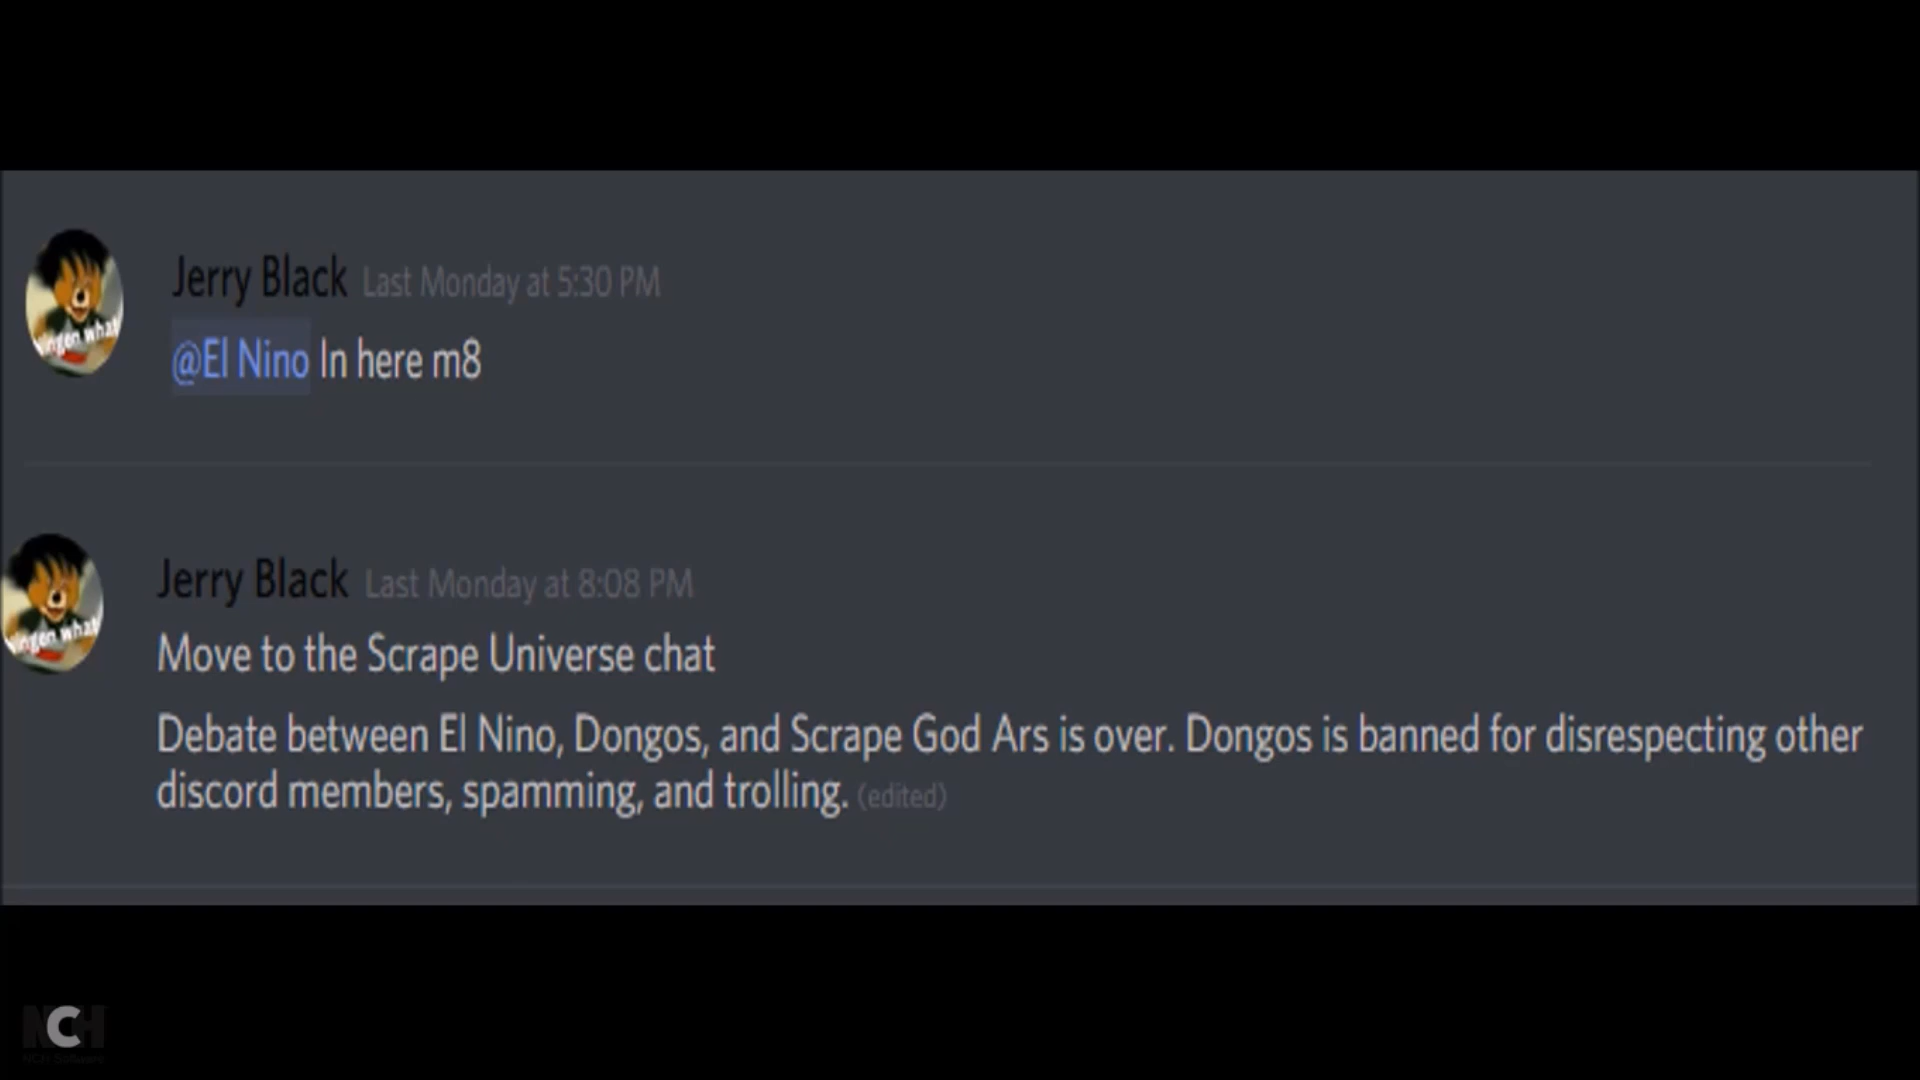 Jerry Black Last Monday at 5:30 PM
@El Nino In here m8
Jerry Black Last Monday at 8:08 PM
Move to the Scrape Universe chat
Debate between El Nino, Dongos, and Scrape God Ars is over. Dongos is banned for disrespecting other
discord members, spamming, and trolling. (edited)
NCH
NCH Software